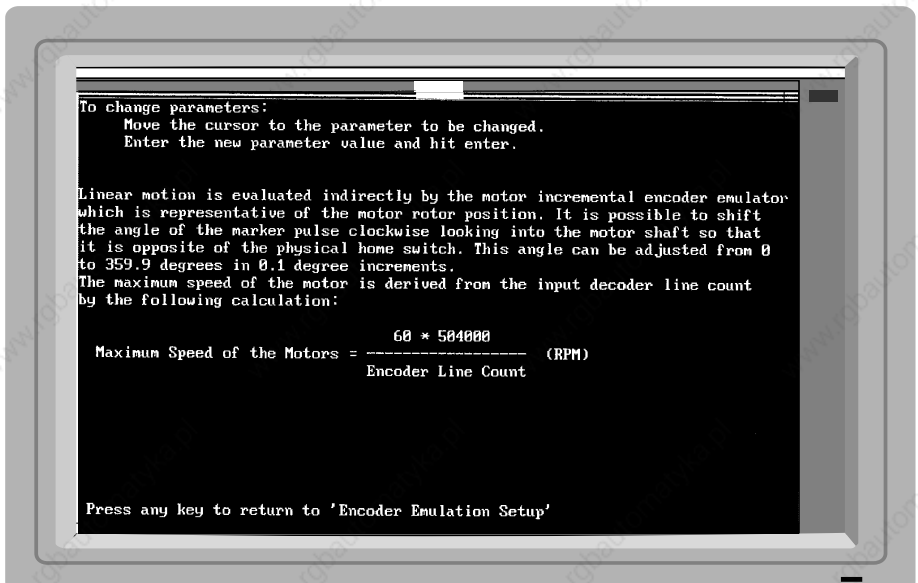 To change parameters:
Move the cursor to the parameter to be changed.
Enter the new parameter value and hit enter.
Linear motion is evaluated indirectly by the motor incremental encoder emulator
which is representative of the motor rotor position. It is possible to shift
the angle of the marker pulse clockwise looking into the motor shaft so that
it is opposite of the physical home switch. This angle can be adjusted from 0
to 359.9 degrees in 0.1 degree increments.
The maximum speed of the motor is derived from the input decoder line count
by the following calculation:
60 * 504000
Maximum Speed of the Motors = ------------------ (RPM)
Encoder Line Count
Press any key to return to 'Encoder Emulation Setup'